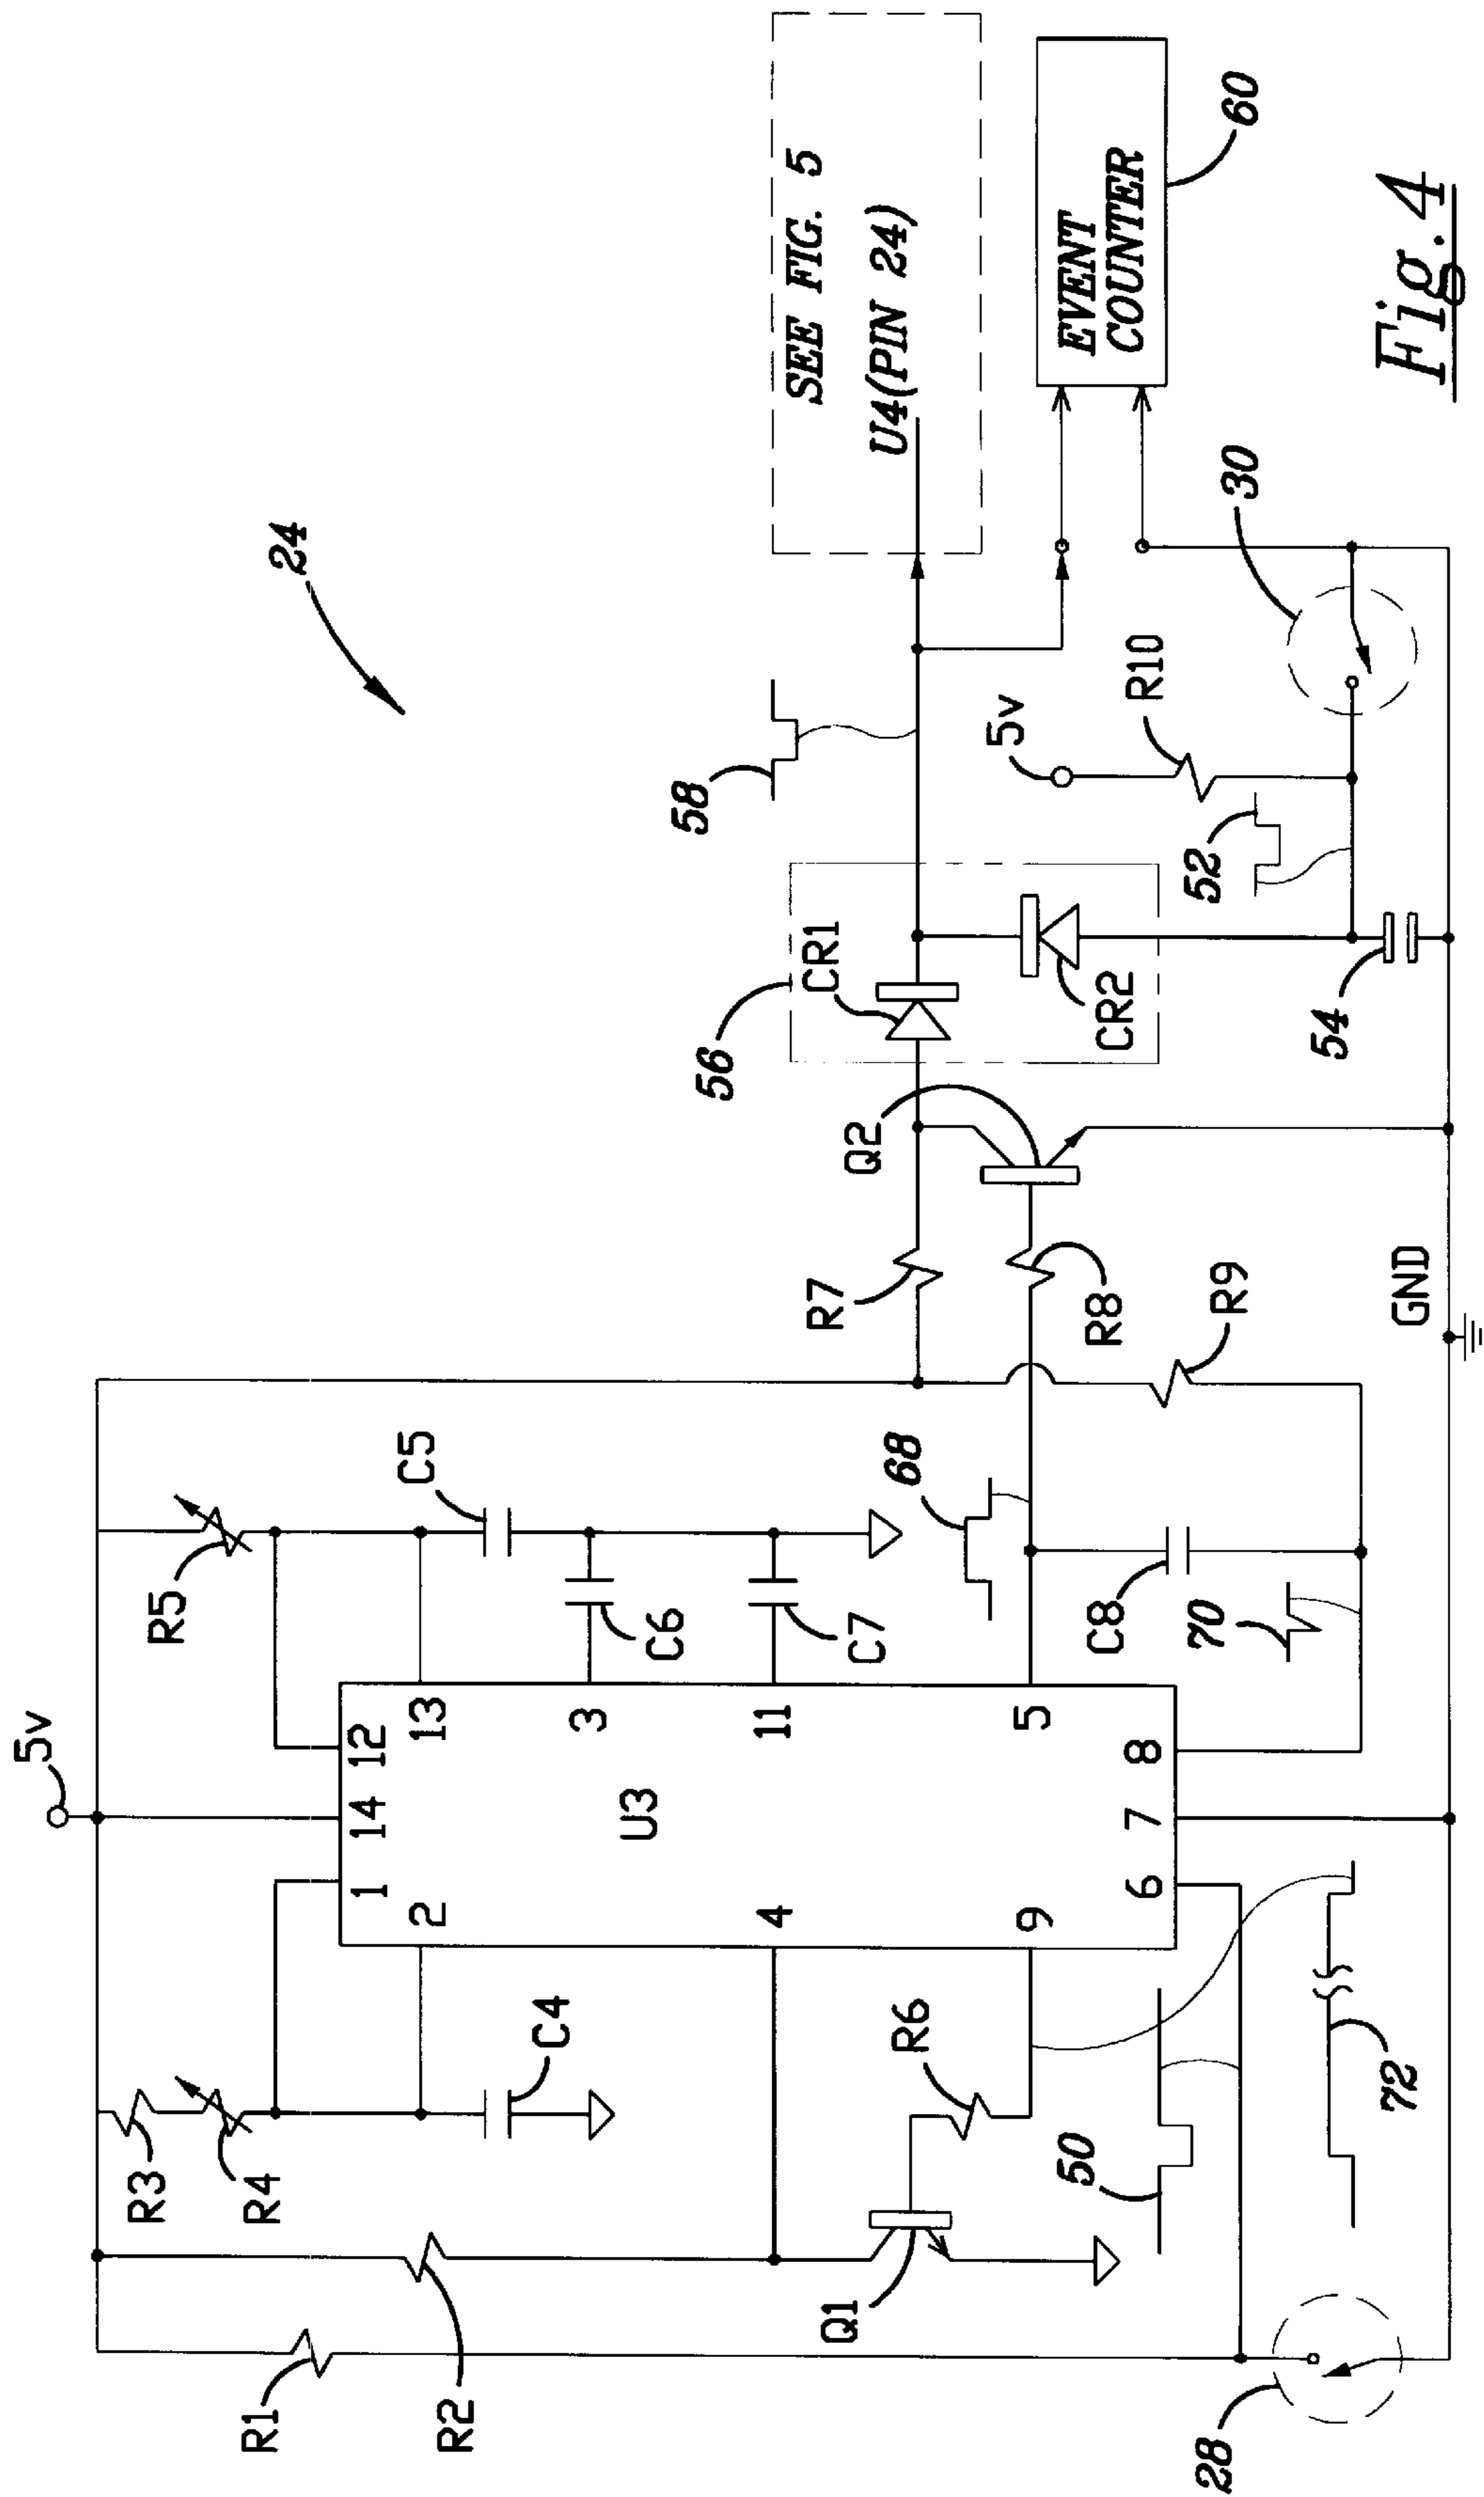 24
5v
R1
R2
R3
R4
C4
R5
C5
C6
C7
U3
1
14
12
2
13
3
4
11
9
5
6
7
8
Q1
R6
50
72
28
68
C8
70
R7
R8
R9
GND
Q2
56
CR1
CR2
54
52
58
5v
R10
30
SEE FIG. 5
U4(PIN 24)
EVENT
COUNTER
60
Fig.4